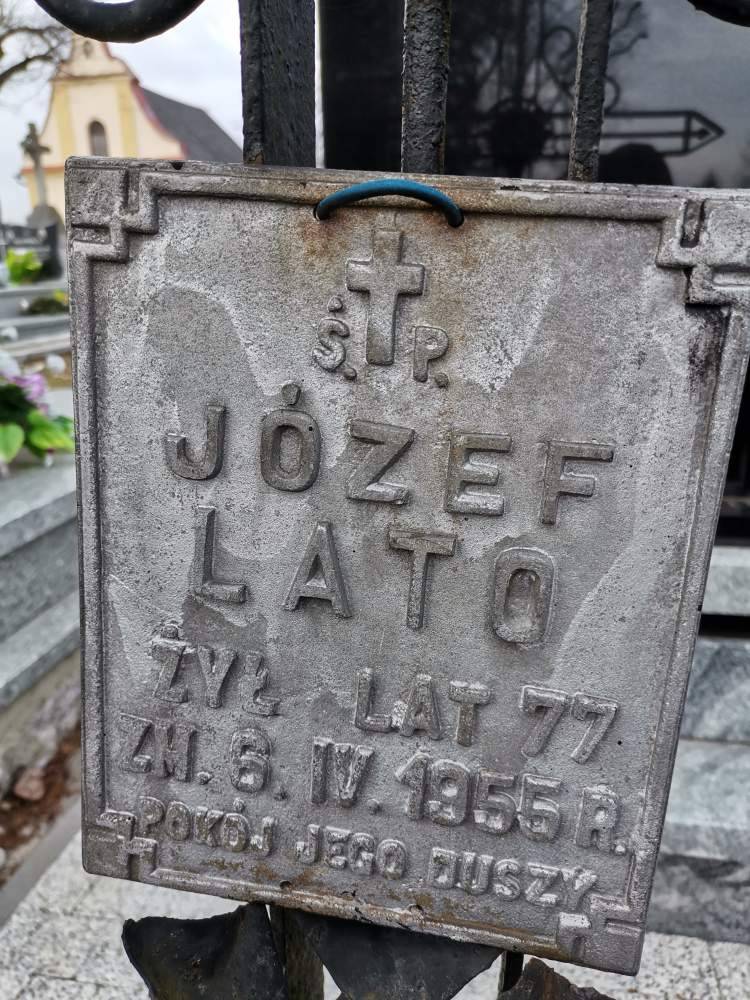 Ś. P.
JÓZEF
LATO
ŻYŁ LAT 77
ZM. 6. IV. 1955 R.
POKÓJ JEGO DUSZY